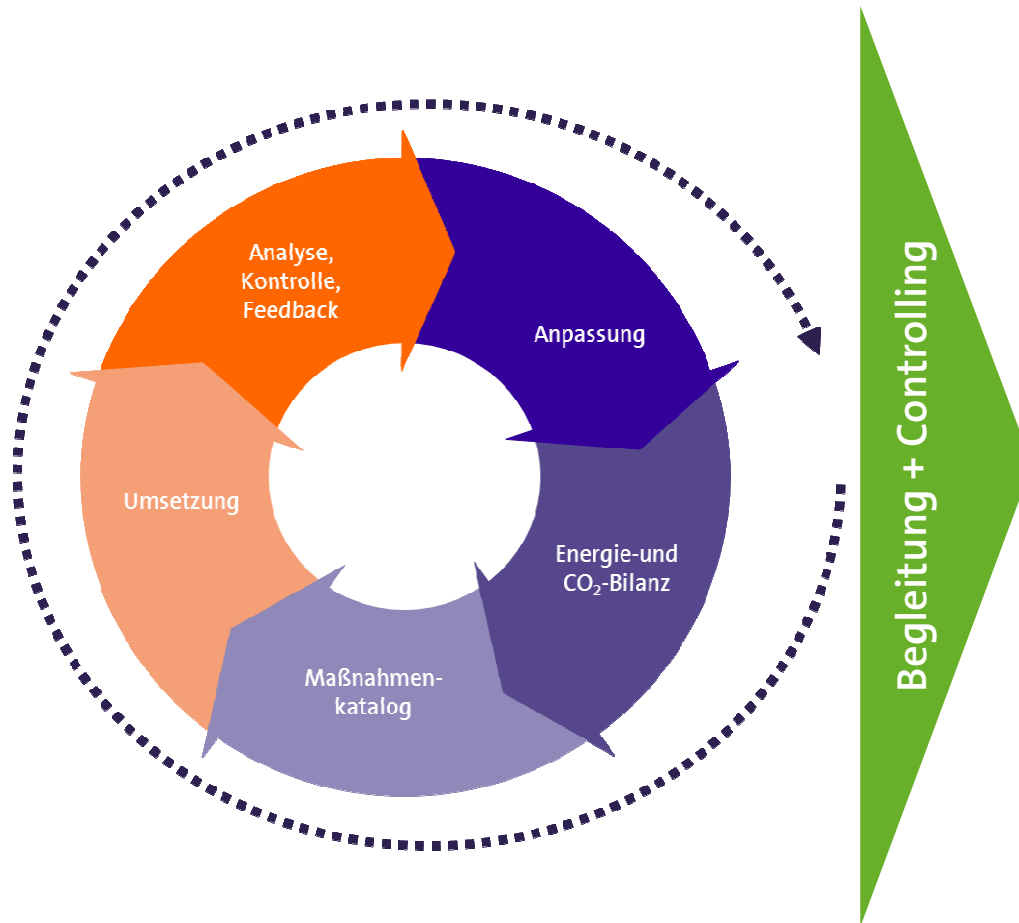 Analyse,
Kontrolle,
Feedback
Anpassung
Energie-und
CO₂-Bilanz
Maßnahmen-
katalog
Umsetzung
Begleitung + Controlling